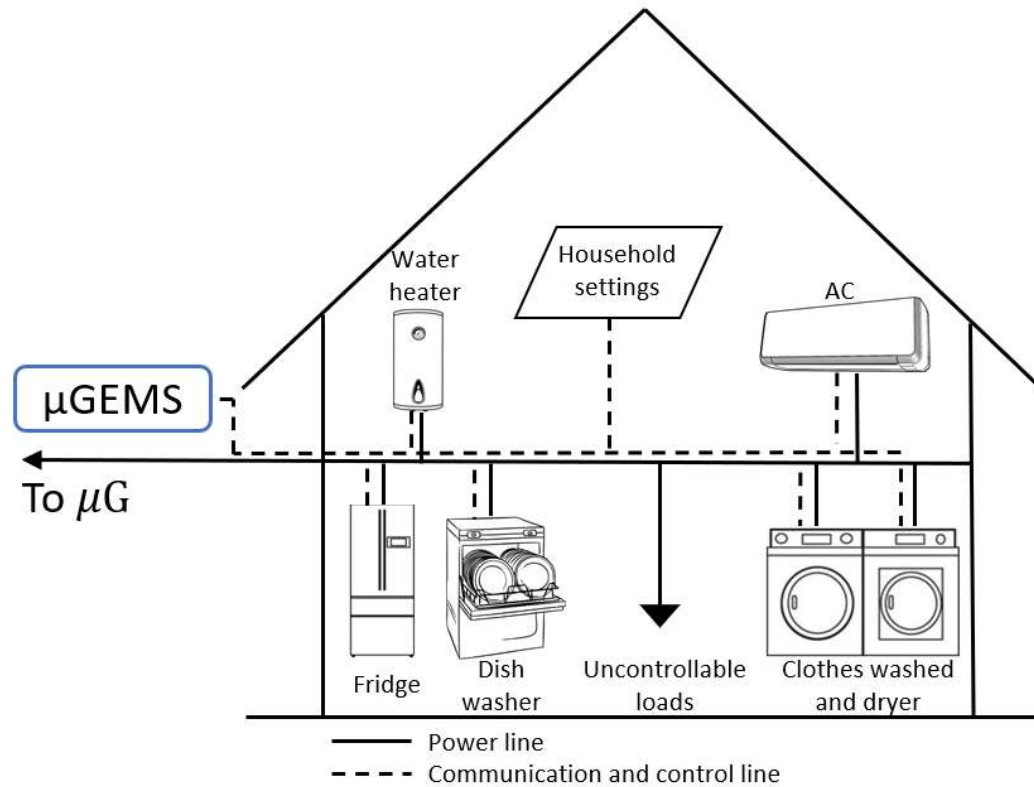 Water
heater
Household
settings
AC
μGEMS
To μG
Fridge
Dish
washer
Uncontrollable
loads
Clothes washed
and dryer
Power line
Communication and control line